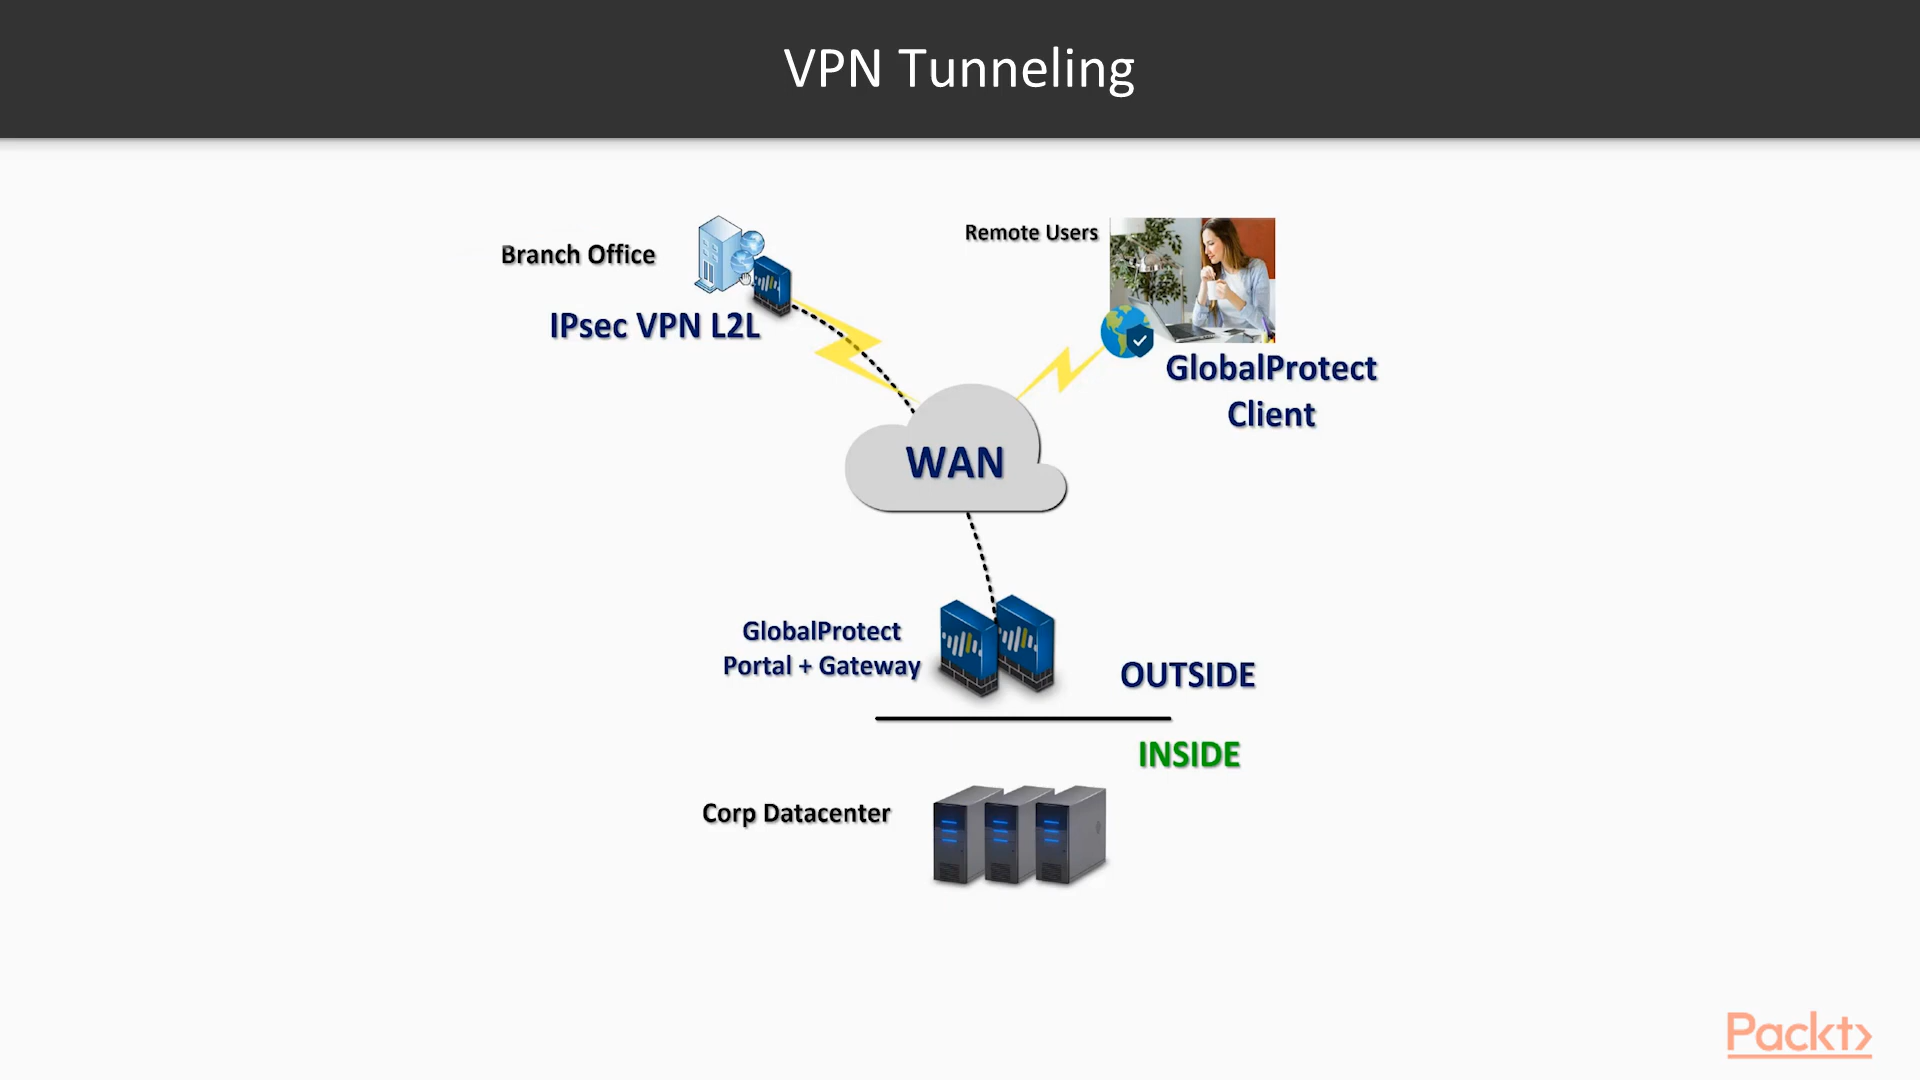 VPN Tunneling
Branch Office
IPsec VPN L2L
Remote Users
GlobalProtect
Client
WAN
GlobalProtect
Portal + Gateway
OUTSIDE
INSIDE
Corp Datacenter
Packt>